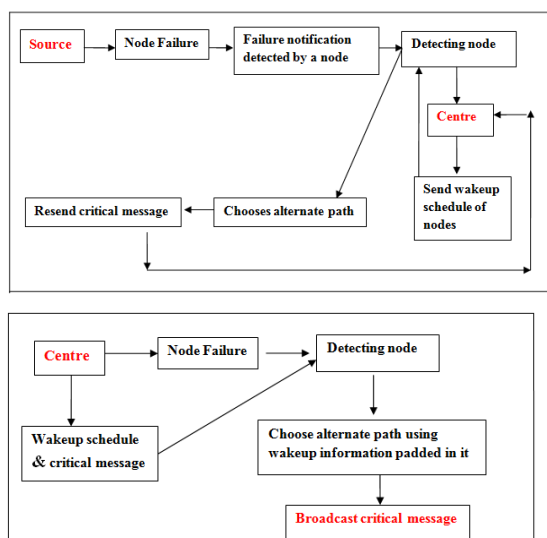 Source
Node Failure
Failure notification
detected by a node
Detecting node
Centre
Send wakeup
schedule of
nodes
Chooses alternate path
Resend critical message
Centre
Node Failure
Detecting node
Wakeup schedule
& critical message
Choose alternate path using
wakeup information padded in it
Broadcast critical message